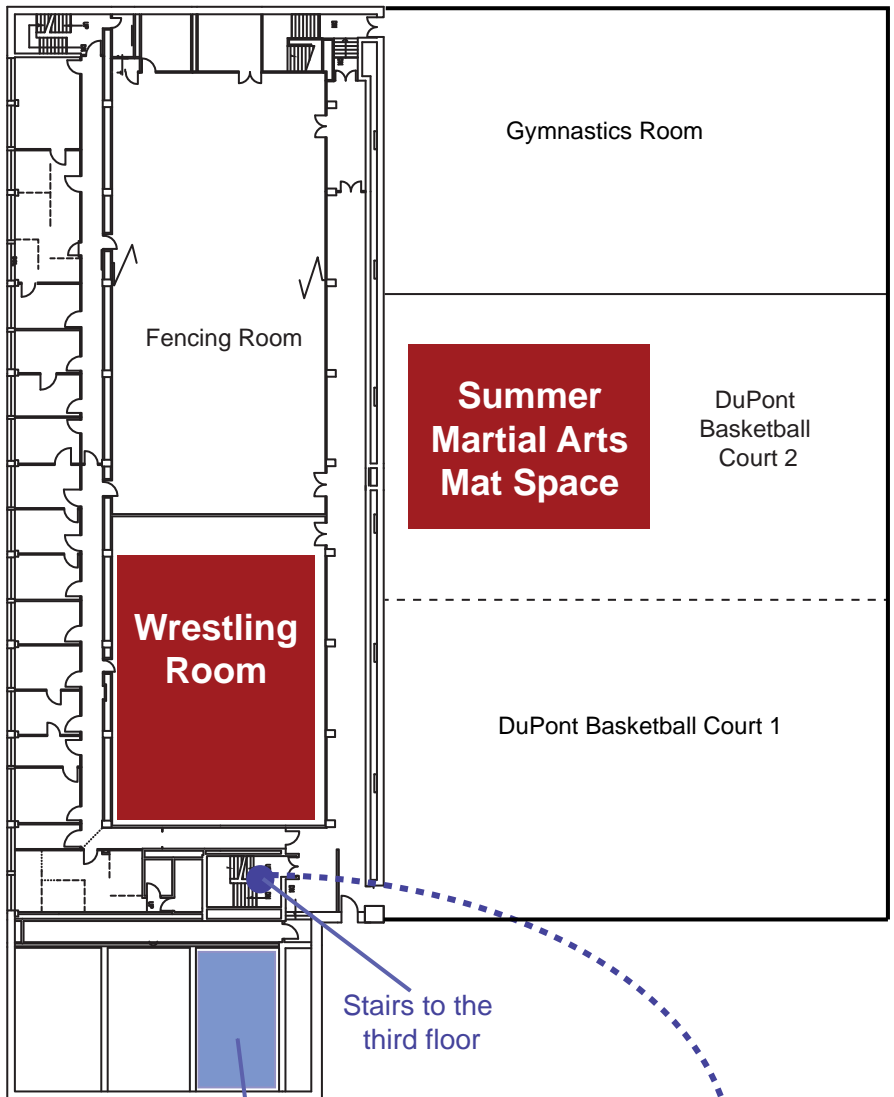 Gymnastics Room
Fencing Room
Summer
Martial Arts
Mat Space
DuPont
Basketball
Court 2
Wrestling
Room
DuPont Basketball Court 1
Stairs to the
third floor